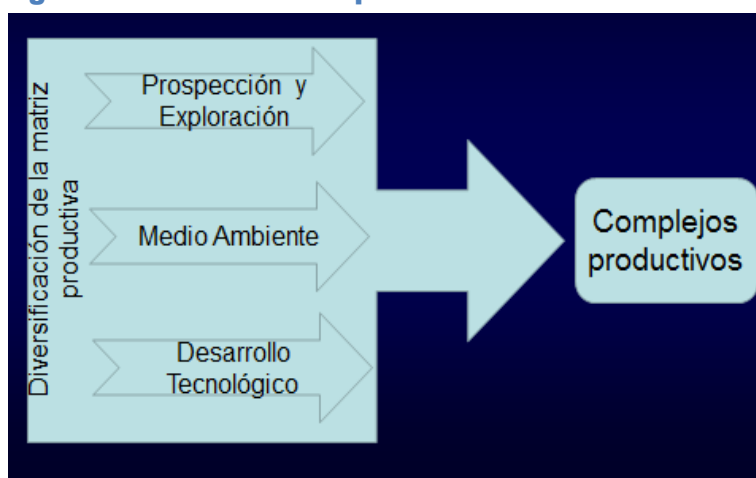 Diversificación de la matriz
productiva
Prospección y
Exploración
Medio Ambiente
Desarrollo
Tecnológico
Complejos
productivos